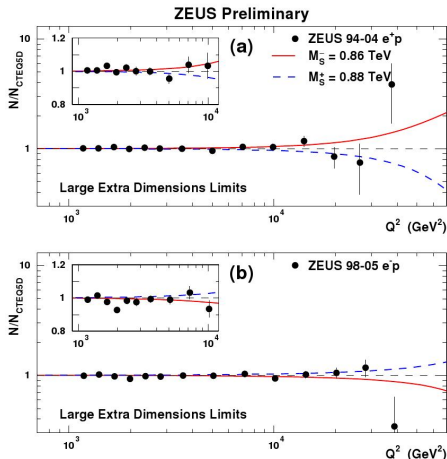 ZEUS Preliminary
N/N_CTEQ5D
10
1
1.2
1
0.8
10³
10⁴
(a)
ZEUS 94-04 e⁺p
M_S⁻ = 0.86 TeV
M_S⁺ = 0.88 TeV
Large Extra Dimensions Limits
10³
10⁴
Q² (GeV²)
N/N_CTEQ5D
10
1
1.2
1
0.8
10³
10⁴
(b)
ZEUS 98-05 e⁻p
Large Extra Dimensions Limits
10³
10⁴
Q² (GeV²)